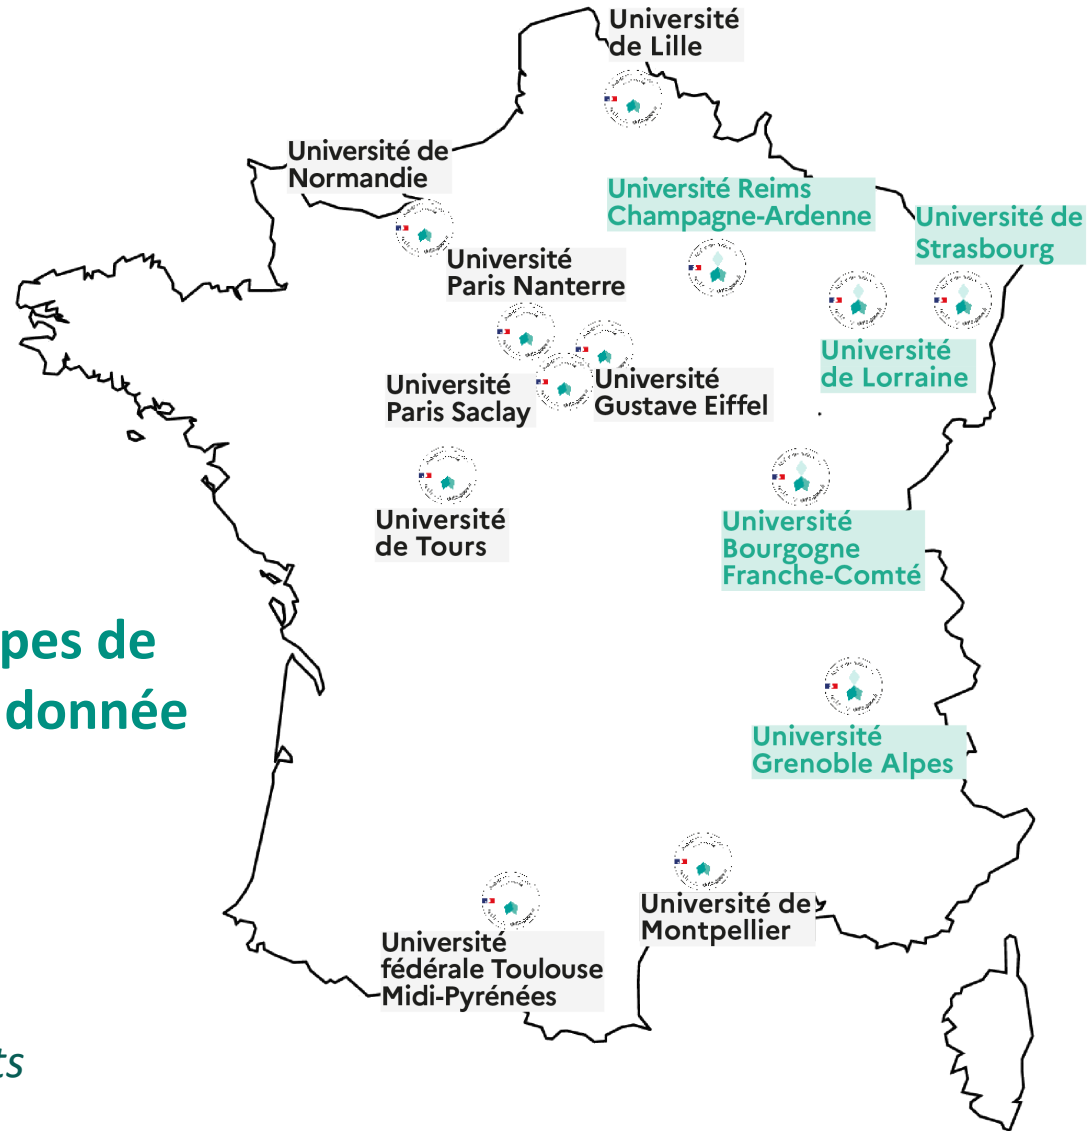 Université
de Lille
Université de
Normandie
Université Reims
Champagne-Ardenne
Université de
Strasbourg
Université
Paris Nanterre
Université
de Lorraine
Université
Paris Saclay
Université
Gustave Eiffel
Université
de Tours
Université
Bourgogne
Franche-Comté
pes de
donnée
Université
Grenoble Alpes
Université de
Montpellier
Université
fédérale Toulouse
Midi-Pyrénées
ts